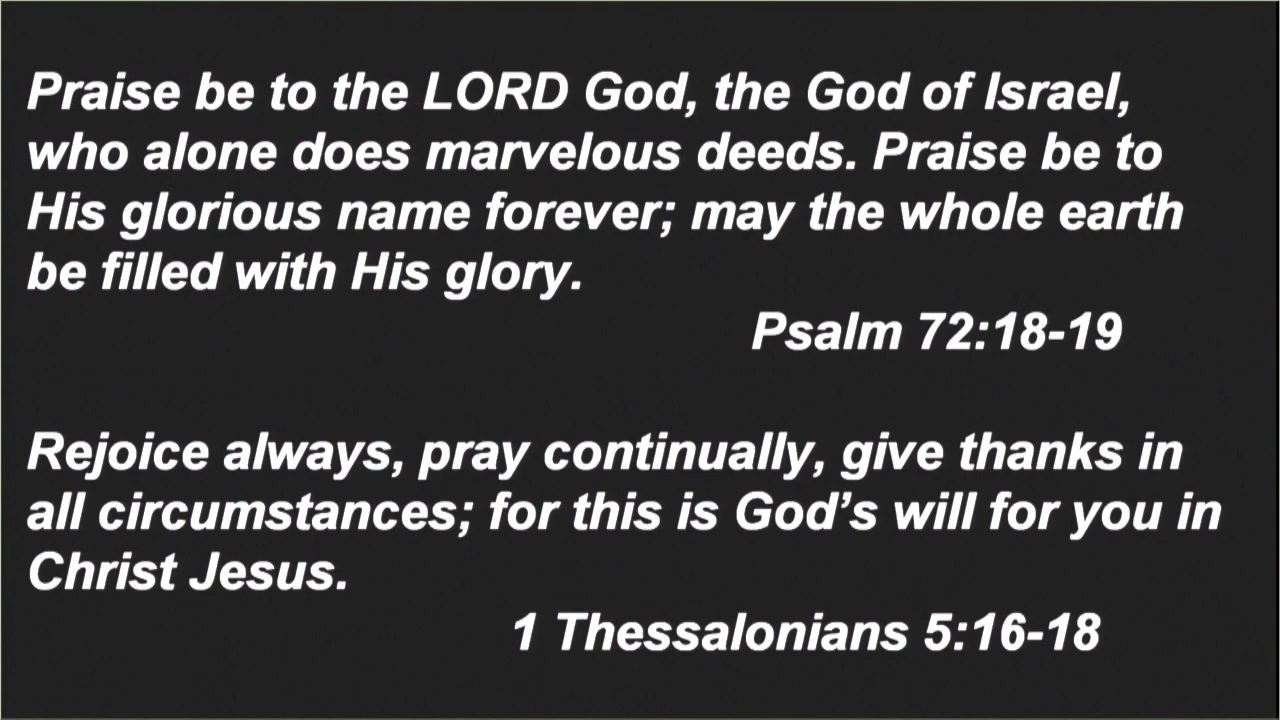 Praise be to the LORD God, the God of Israel,
who alone does marvelous deeds. Praise be to
His glorious name forever; may the whole earth
be filled with His glory.
Psalm 72:18-19
Rejoice always, pray continually, give thanks in
all circumstances; for this is God’s will for you in
Christ Jesus.
1 Thessalonians 5:16-18